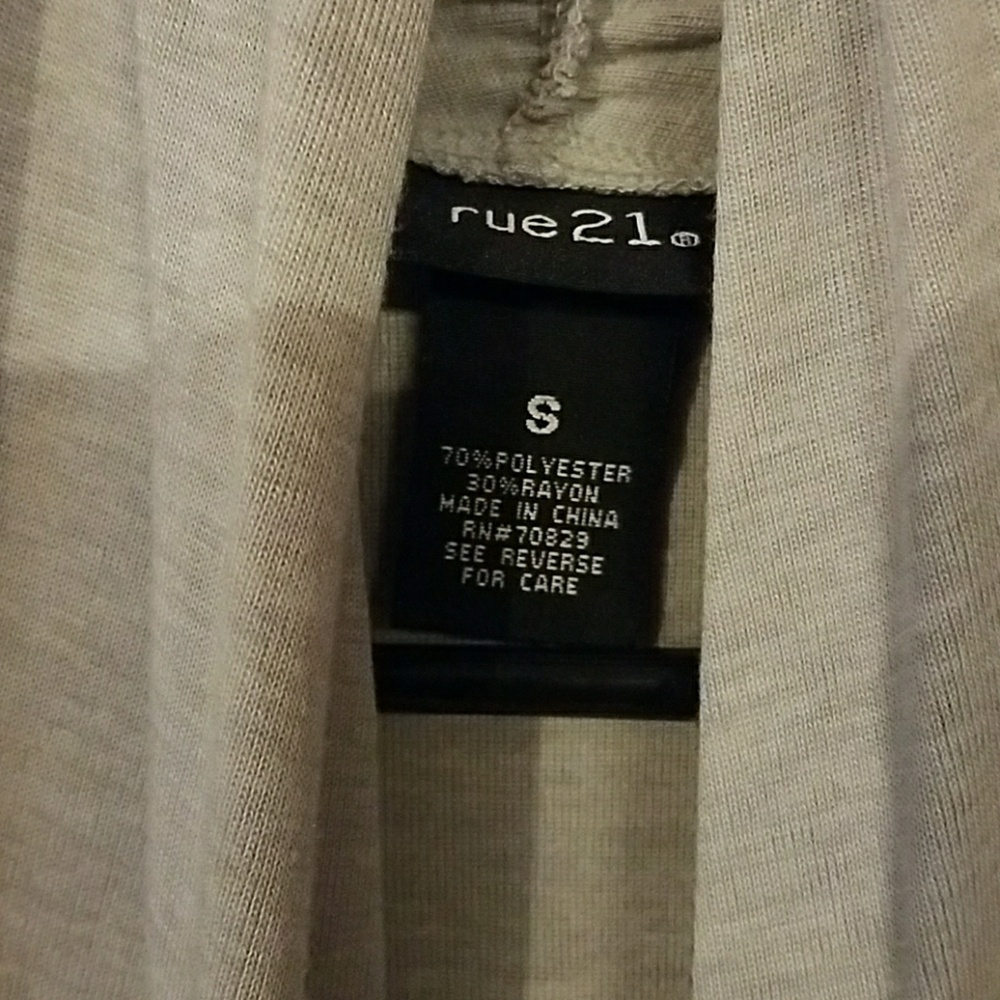 rue21®
S
70%POLYESTER
30%RAYON
MADE IN CHINA
RN#70829
SEE REVERSE
FOR CARE